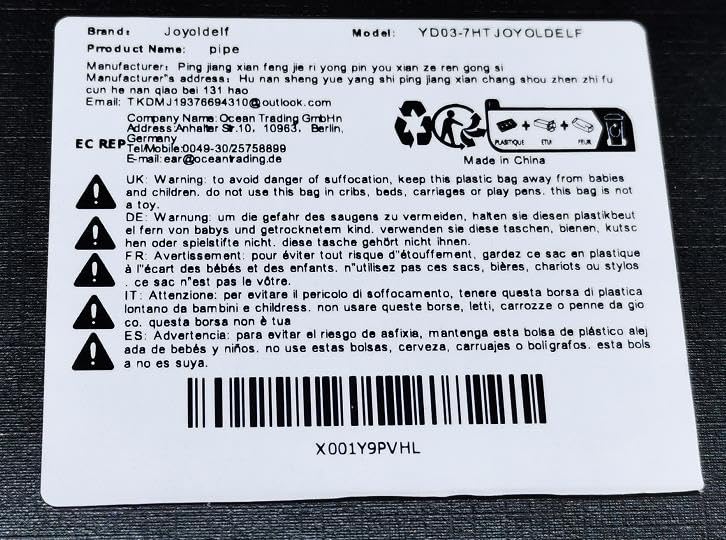 Brand: Joyoldelf Model: YD03-7HTJOYOLDELF
Prroduct Name: pipe
Manufacturer: Ping jiang xian feng jie ri yong pin you xian ze ren gong si
Manufacturer"s address: Hu nan sheng yue yang shi ping jiang xian chang shou zhen zhi fu
cun he nan qiao bei 131 hao
Email: TKDMJ19376694310@outlook.com
EC REP
Company Name:Ocean Trading GmbHn
Address:Anhalter Str.10, 10963, Berlin,
Germany
Tel/Mobile:0049-30/25758899
E-mail:ear@oceantrading.de
PLASTIQUE + ETUI + FEUR
Made in China
UK: Warning: to avoid danger of suffocation, keep this plastic bag away from babies
and children. do not use this bag in cribs, beds, carriages or play pens. this bag is not
a toy.
DE: Warnung: um die gefahr des saugens zu vermeiden, halten sie diesen plastikbeut
el fern von babys und getrocknetem kind. verwenden sie diese taschen, bienen, kutsc
hen oder spielstifte nicht. diese tasche gehört nicht ihnen.
FR: Avertissement: pour éviter tout risque d"étouffement, gardez ce sac en plastique
à l"écart des bébés et des enfants. n"utilisez pas ces sacs, bières, chariots ou stylos
. ce sac n"est pas le vôtre.
IT: Attenzione: per evitare il pericolo di soffocamento, tenere questa borsa di plastica
lontano da bambini e childrens. non usare queste borse, letti, carrozze o penne da gio
co. questa borsa non è tua
ES: Advertencia: para evitar el riesgo de asfixia, mantenga esta bolsa de plástico alej
ada de bebés y niños. no use estas bolsas, cerveza, carruajes o bolígrafos. esta bols
a no es suya.
X001Y9PVHL